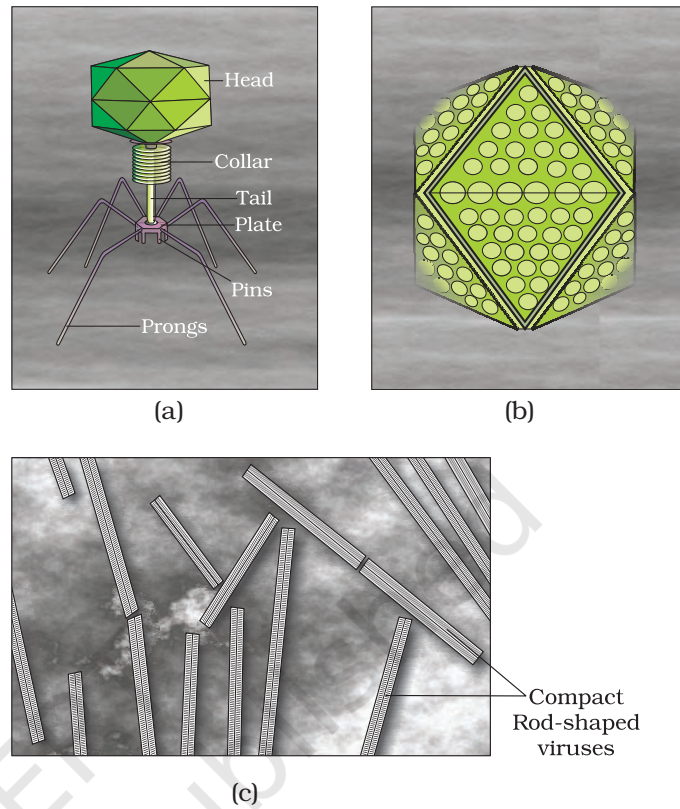 Head
Collar
Tail
Plate
Pins
Prongs
(a)
(b)
Compact
Rod-shaped
viruses
(c)